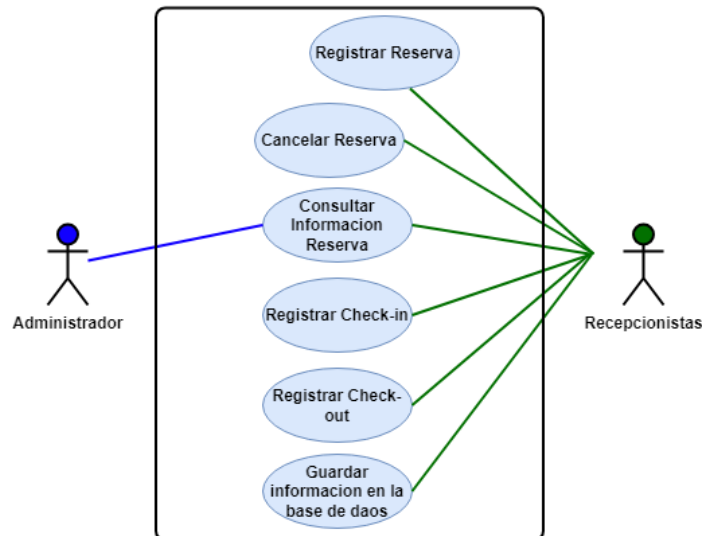 Registrar Reserva
Cancelar Reserva
Consultar
Informacion
Reserva
Administrador
Recepcionistas
Registrar Check-in
Registrar Check-
out
Guardar
informacion en la
base de daos